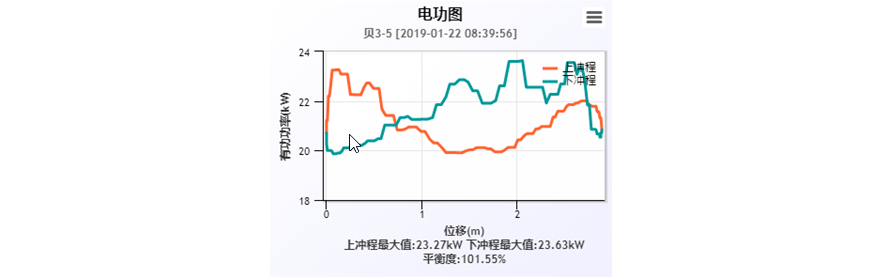 电功图
贝3-5 [2019-01-22 08:39:56]
24
22
20
18
有功功率(kW)
上冲程
下冲程
0
1
2
位移(m)
上冲程最大值:23.27kW 下冲程最大值:23.63kW
平衡度:101.55%